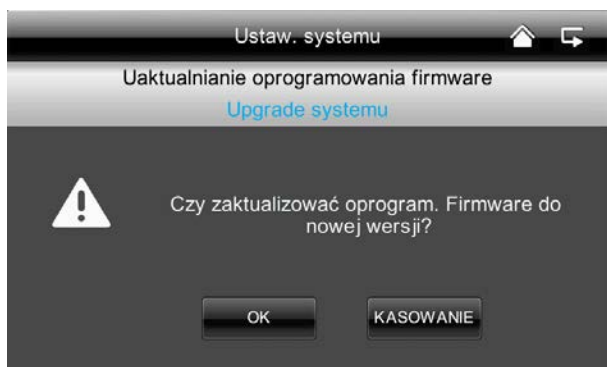 Ustaw. systemu
Uaktualnianie oprogramowania firmware
Upgrade systemu
Czy zaktualizować oprogram. Firmware do
nowej wersji?
OK
KASOWANIE